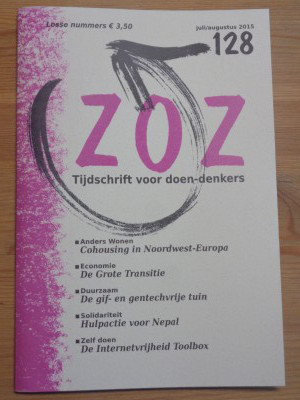 Losse nummers € 3,50
juli/augustus 2015
128
ZOZ
Tijdschrift voor doen-denkers
Anders Wonen
Cohousing in Noordwest-Europa
Economie
De Grote Transitie
Duurzaam
De gif- en gentechvrije tuin
Solidariteit
Hulpactie voor Nepal
Zelf doen
De Internetvrijheid Toolbox